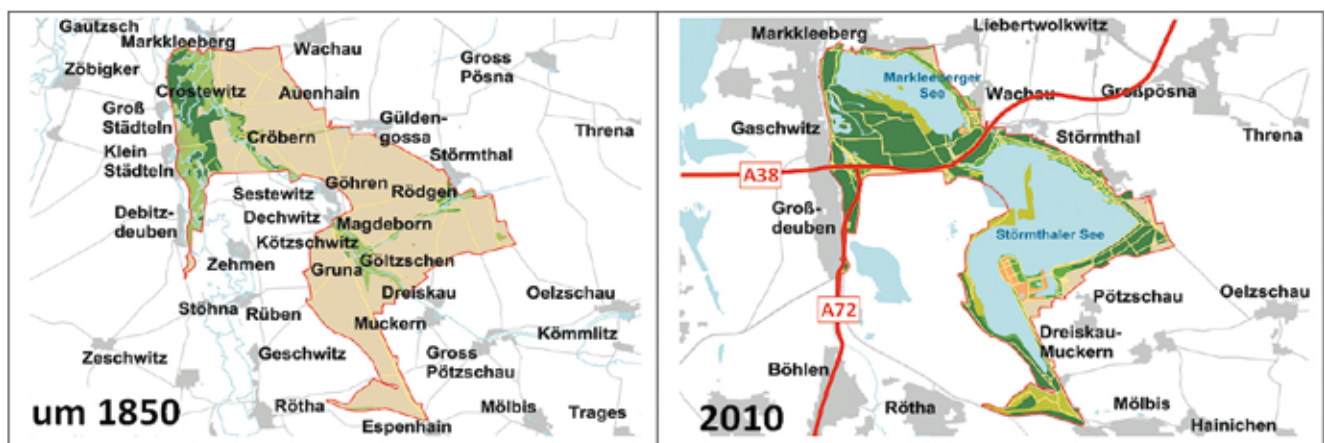 Gautzsch
Markkleeberg
Wachau
Zöbigker
Gross
Pösna
Crostewitz
Auenhain
Groß
Städteln
Gülden-
gossa
Threna
Cröbern
Klein
Städteln
Störmthal
Göhren
Rödgen
Sestewitz
Dechwitz
Debitz-
deuben
Magdeborn
Kötzschwitz
Zehmen
Gruna
Göltzschen
Dreiskau
Oelzschau
Stöhna
Rüben
Muckern
Kömmlitz
Zeschwitz
Geschwitz
Gross
Pötzschau
um 1850
Rötha
Mölbis
Trages
Espenhain
Liebertwolkwitz
Markkleeberg
Markleeberger
See
Wachau
Großpösna
Gaschwitz
Störmthal
Threna
A38
Groß-
deuben
Störmthaler See
A72
Pötzschau
Oelzschau
Dreiskau-
Muckern
Böhlen
2010
Rötha
Mölbis
Hainichen